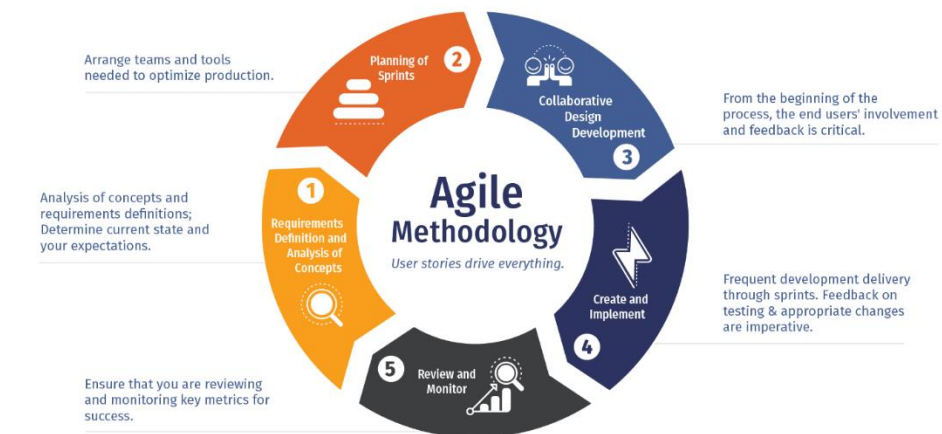 Agile
Methodology
User stories drive everything.
1
Requirements
Definition and
Analysis of
Concepts
Analysis of concepts and
requirements definitions;
Determine current state and
your expectations.
2
Planning of
Sprints
Arrange teams and tools
needed to optimize production.
Collaborative
Design
Development
3
From the beginning of the
process, the end users' involvement
and feedback is critical.
Create and
Implement
4
Frequent development delivery
through sprints. Feedback on
testing & appropriate changes
are imperative.
5
Review and
Monitor
Ensure that you are reviewing
and monitoring key metrics for
success.